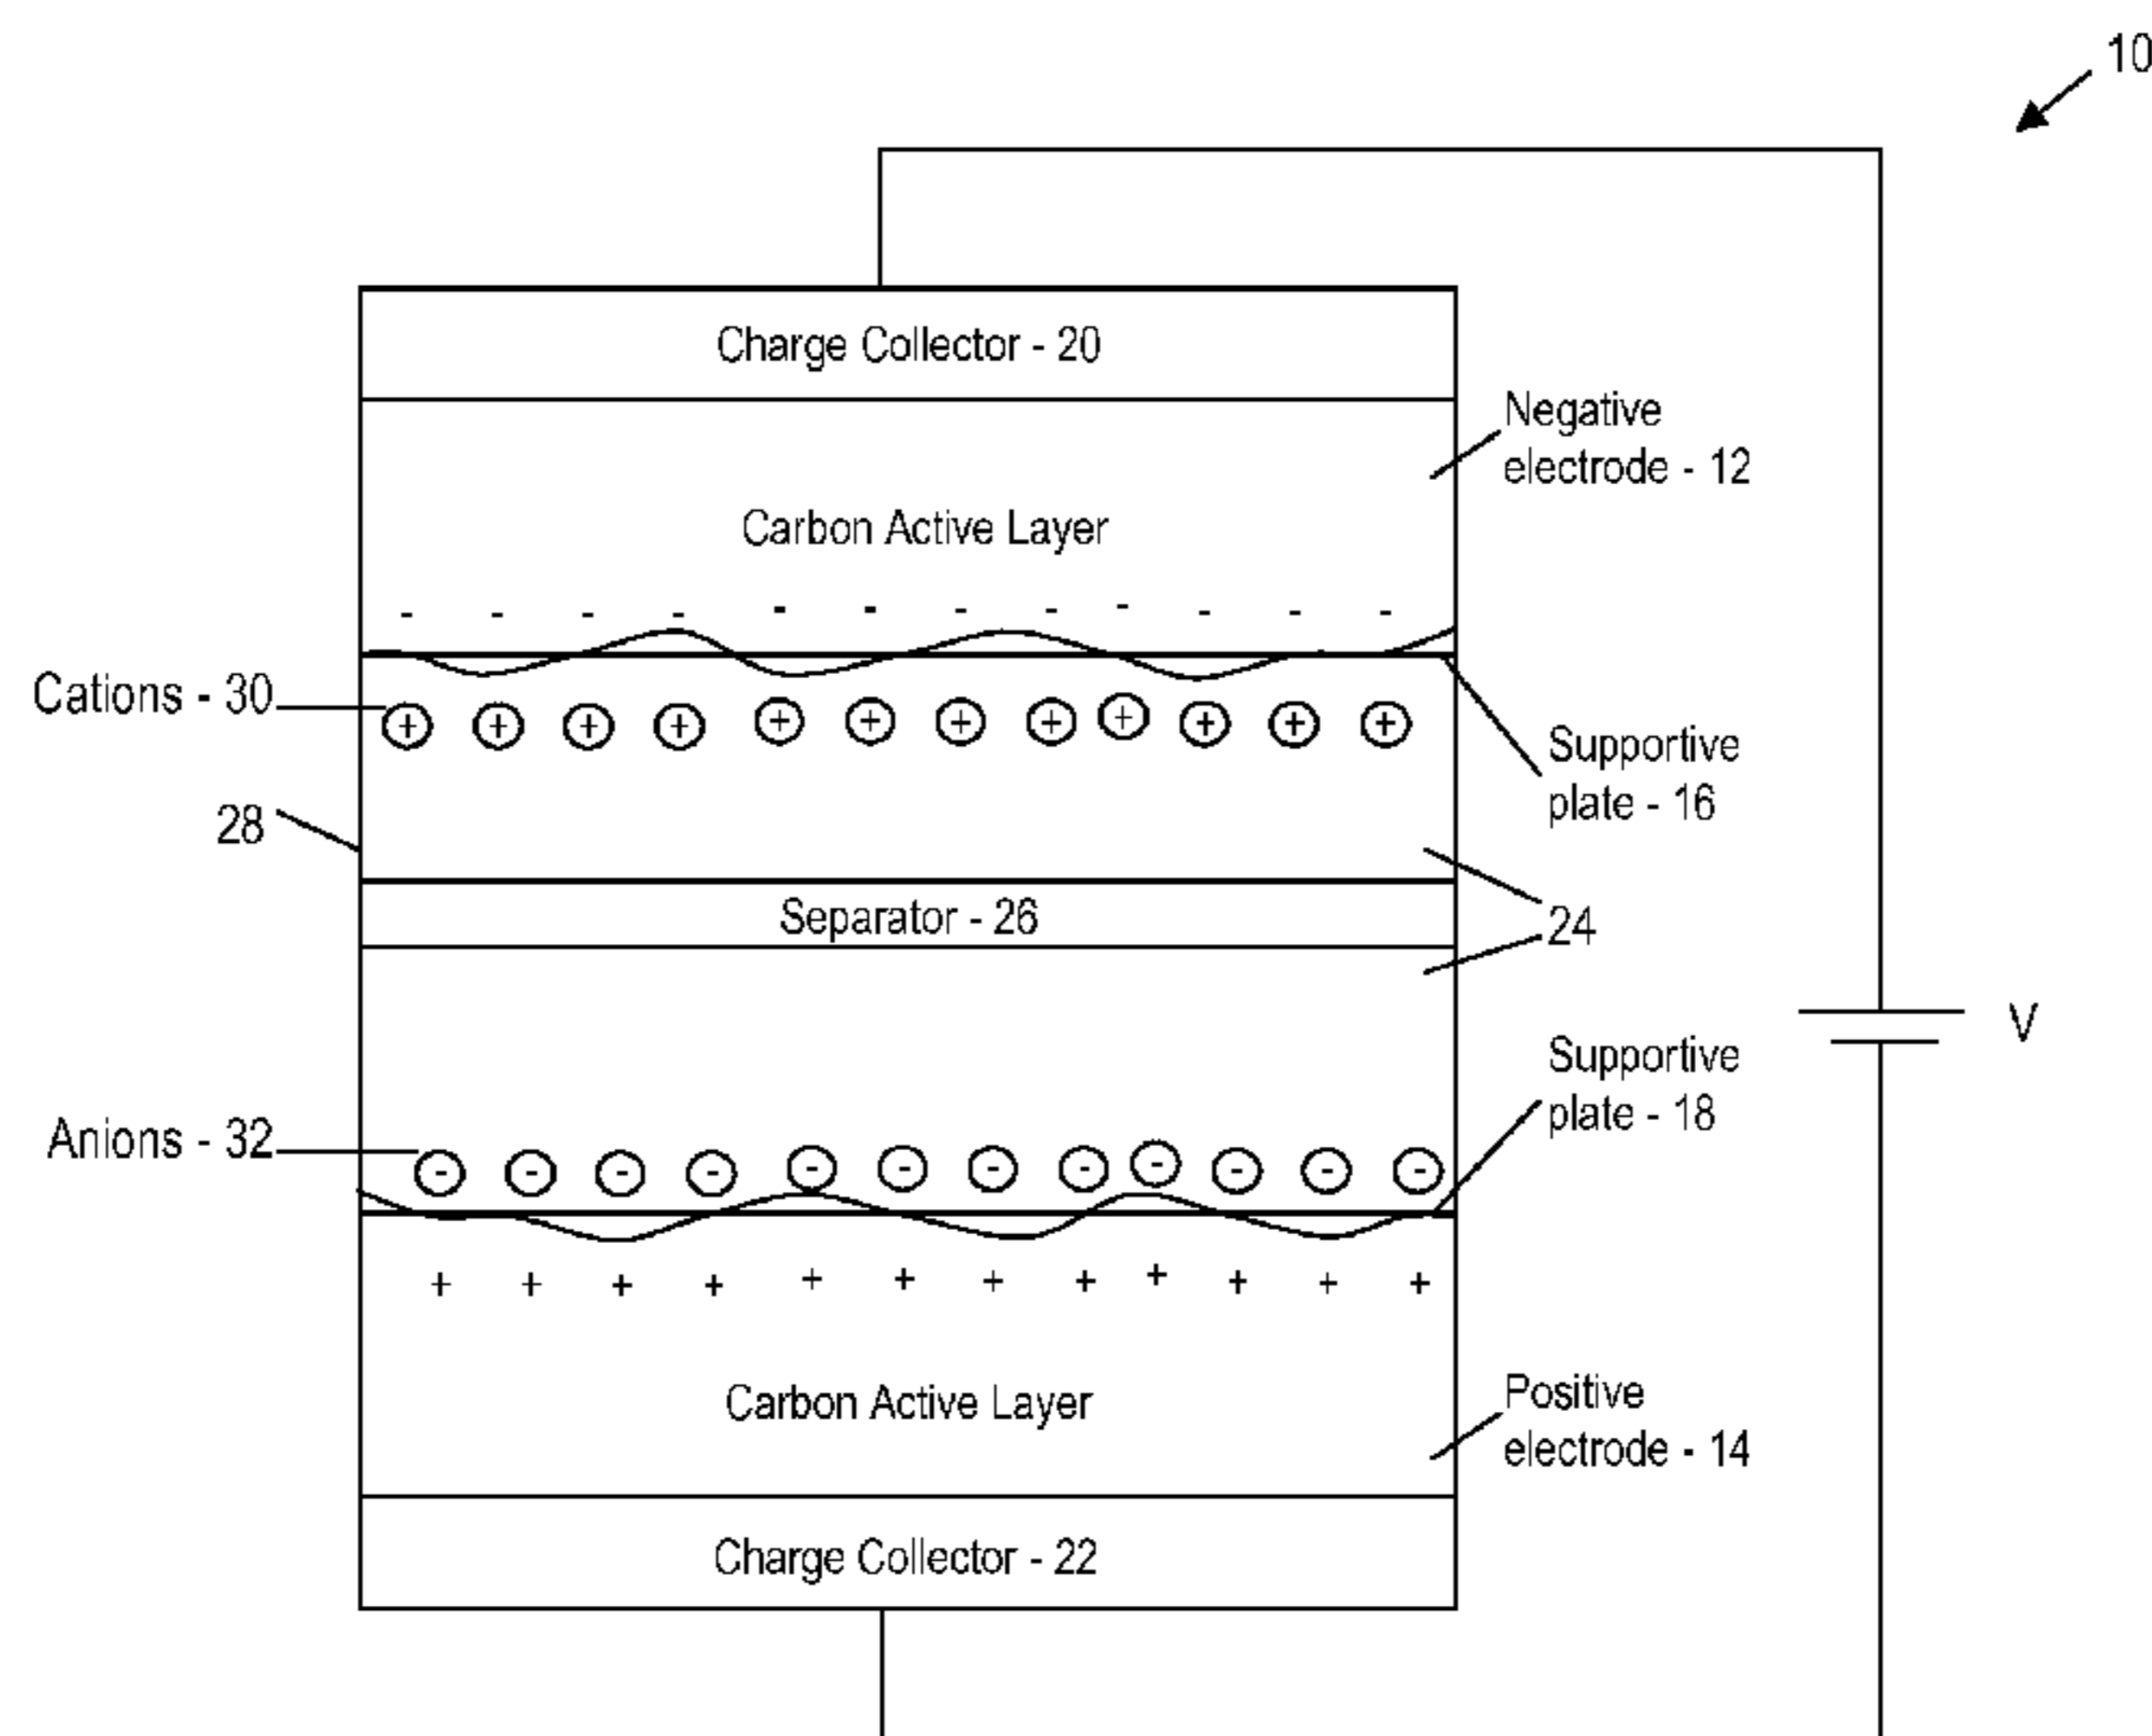 10
Charge Collector - 20
Negative
electrode - 12
Carbon Active Layer
- - - - - - - - - - - -
Cations - 30
+ + + + + + + + + + + +
Supportive
plate - 16
28
Separator - 26
24
V
Supportive
plate - 18
Anions - 32
- - - - - - - - - - - -
+ + + + + + + + + + + +
Carbon Active Layer
Positive
electrode - 14
Charge Collector - 22